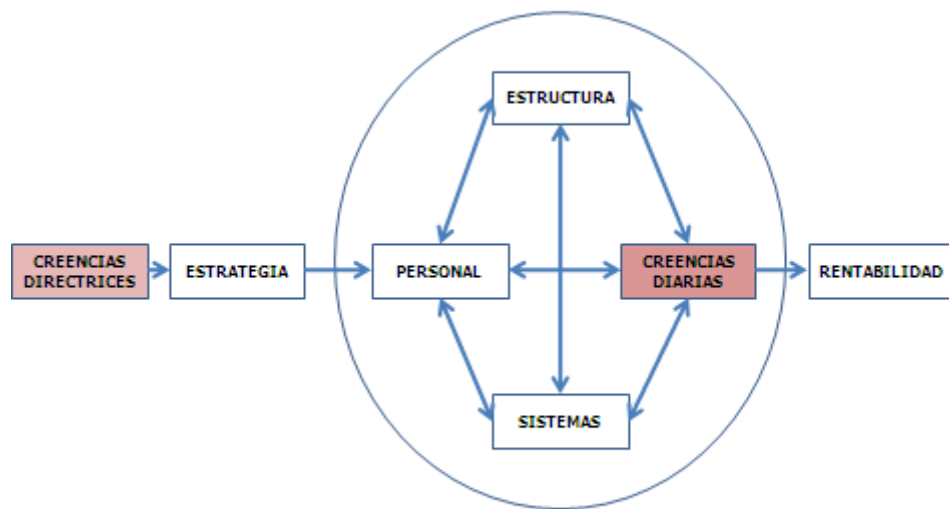 ESTRUCTURA
CREENCIAS
DIRECTRICES
ESTRATEGIA
PERSONAL
CREENCIAS
DIARIAS
RENTABILIDAD
SISTEMAS